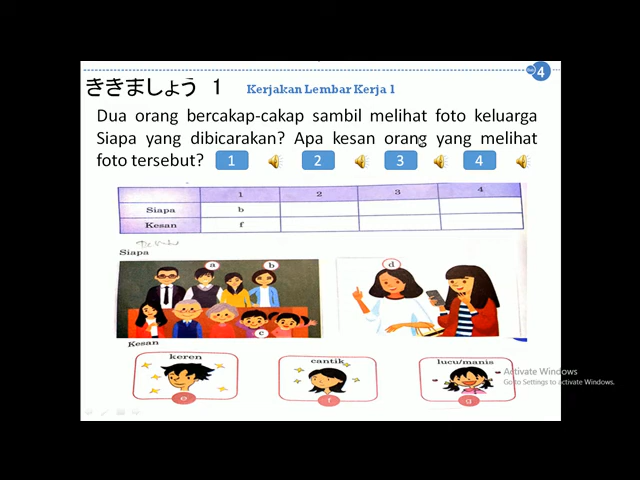 4
ききましょう 1 Kerjakan Lembar Kerja 1
Dua orang bercakap-cakap sambil melihat foto keluarga
Siapa yang dibicarakan? Apa kesan orang yang melihat
foto tersebut? 1 2 3 4
1 2 3 4
Siapa b
Kesan f
Siapa
a b d
c
Kesan
keren cantik lucu/manis
e f g
Activate Windows
Go to Settings to activate Windows.